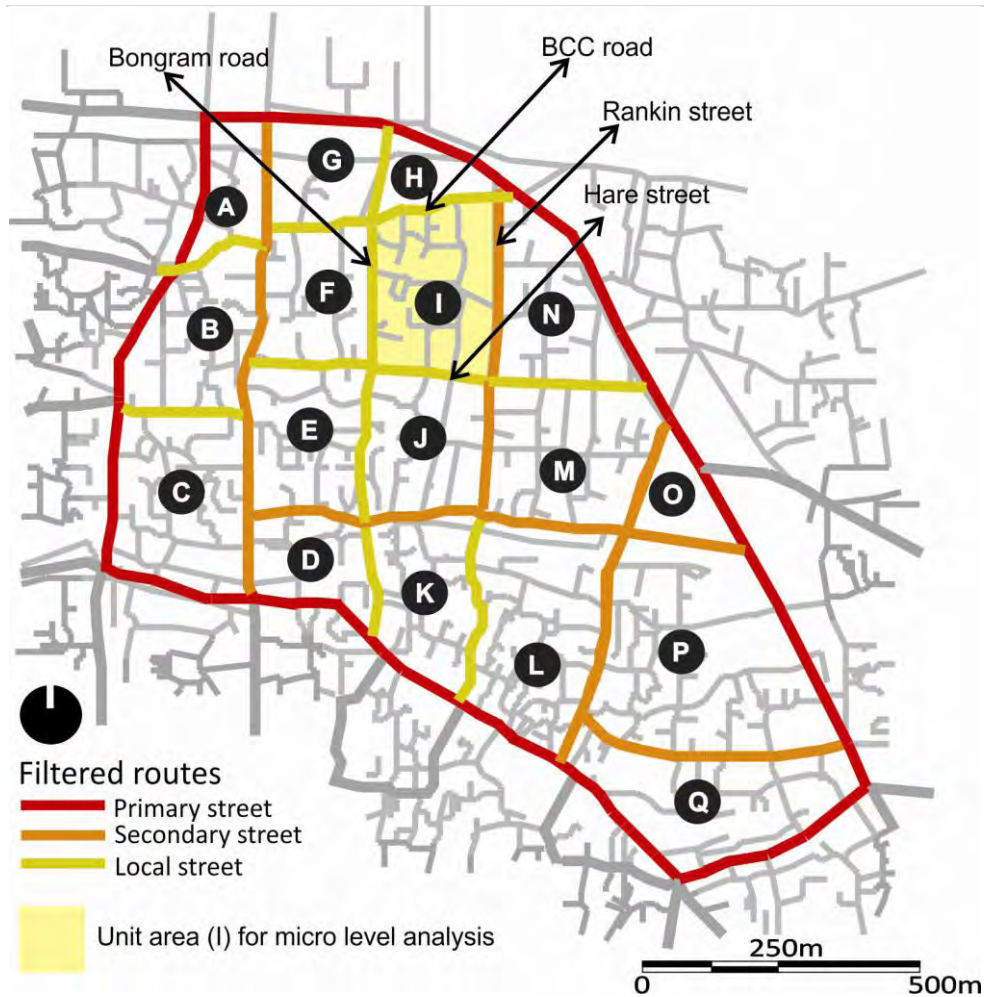 BCC road
Bongram road
Rankin street
Hare street
G
H
A
F
I
N
B
E
J
M
C
O
D
K
L
P
Q
Filtered routes
Primary street
Secondary street
Local street
Unit area (I) for micro level analysis
250m
0
500m